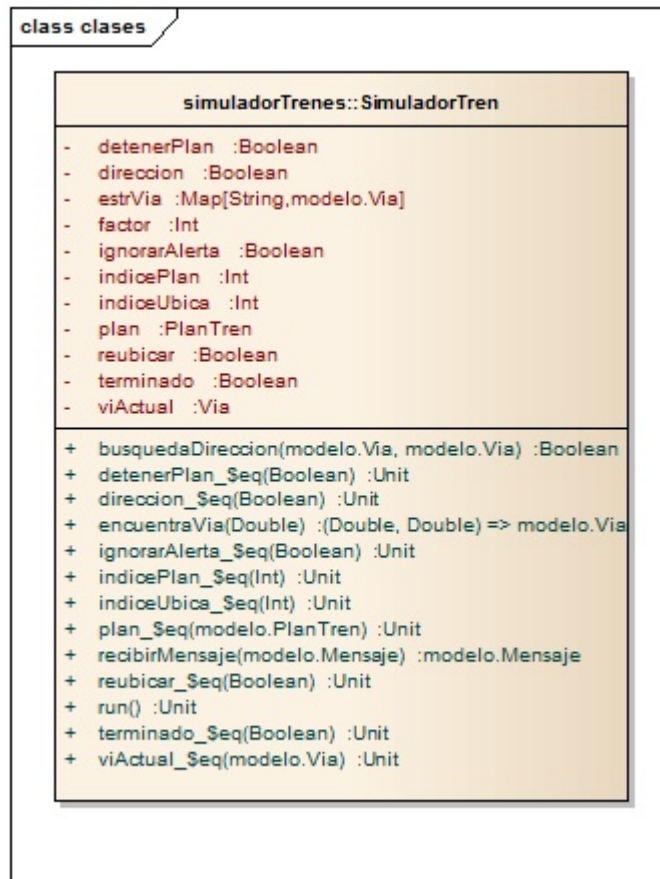 class clases
simuladorTrenes::SimuladorTren
- detenerPlan :Boolean
- direccion :Boolean
- estrVia :Map[String,modelo.Via]
- factor :Int
- ignorarAlerta :Boolean
- indicePlan :Int
- indiceUbica :Int
- plan :PlanTren
- reubicar :Boolean
- terminado :Boolean
- viActual :Via
+ busquedaDireccion(modelo.Via, modelo.Via) :Boolean
+ detenerPlan_$eq(Boolean) :Unit
+ direccion_$eq(Boolean) :Unit
+ encuentraVia(Double) :(Double, Double) => modelo.Via
+ ignorarAlerta_$eq(Boolean) :Unit
+ indicePlan_$eq(Int) :Unit
+ indiceUbica_$eq(Int) :Unit
+ plan_$eq(modelo.PlanTren) :Unit
+ recibirMensaje(modelo.Mensaje) :modelo.Mensaje
+ reubicar_$eq(Boolean) :Unit
+ run() :Unit
+ terminado_$eq(Boolean) :Unit
+ viActual_$eq(modelo.Via) :Unit